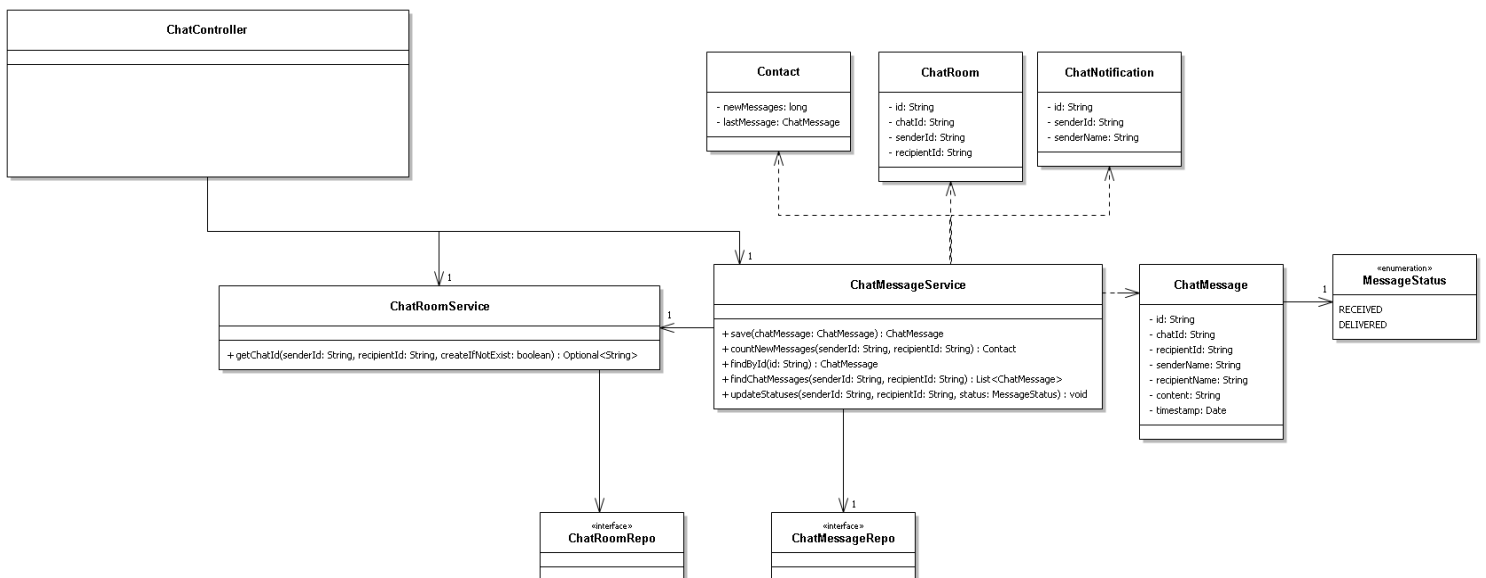 ChatController
Contact
- newMessages: long
- lastMessage: ChatMessage
ChatRoom
- id: String
- chatId: String
- senderId: String
- recipientId: String
ChatNotification
- id: String
- senderId: String
- senderName: String
1
1
ChatRoomService
+ getChatId(senderId: String, recipientId: String, createIfNotExist: boolean) : Optional<String>
1
ChatMessageService
+ save(chatMessage: ChatMessage) : ChatMessage
+ countNewMessages(senderId: String, recipientId: String) : Contact
+ findById(id: String) : ChatMessage
+ findChatMessages(senderId: String, recipientId: String) : List<ChatMessage>
+ updateStatuses(senderId: String, recipientId: String, status: MessageStatus) : void
ChatMessage
- id: String
- chatId: String
- recipientId: String
- senderName: String
- recipientName: String
- content: String
- timestamp: Date
1
«enumeration»
MessageStatus
RECEIVED
DELIVERED
«interface»
ChatRoomRepo
1
«interface»
ChatMessageRepo